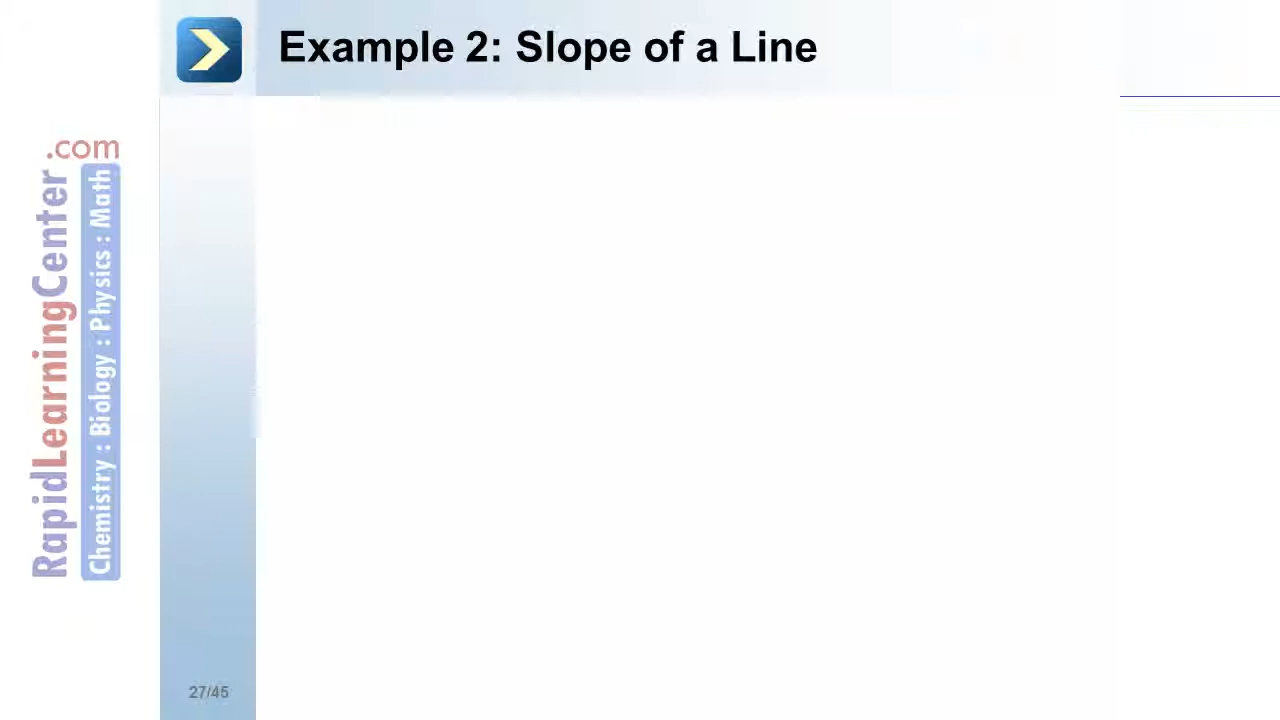 Example 2: Slope of a Line
RapidLearningCenter.com
Chemistry : Biology : Physics : Math
27/45